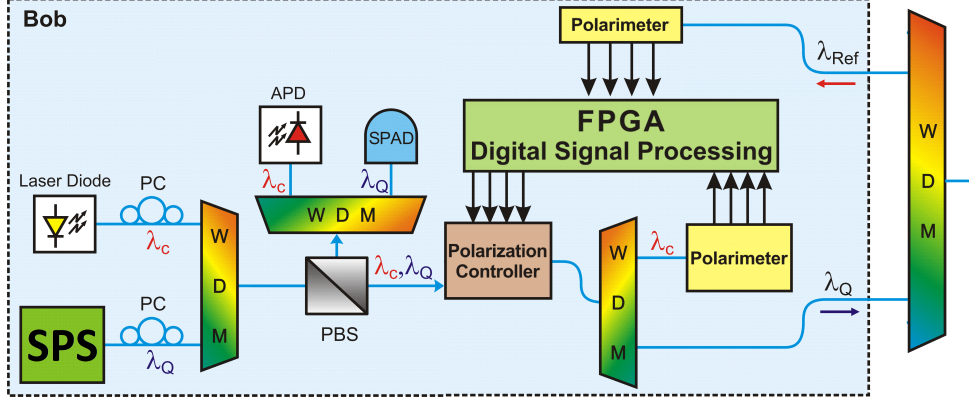 Bob
Polarimeter
λRef
APD
SPAD
FPGA
Digital Signal Processing
λc
λQ
Laser Diode
PC
λc
W D M
W
D
M
λc,λQ
PBS
Polarization
Controller
W
D
M
λc
Polarimeter
W
D
M
λQ
SPS
PC
λQ